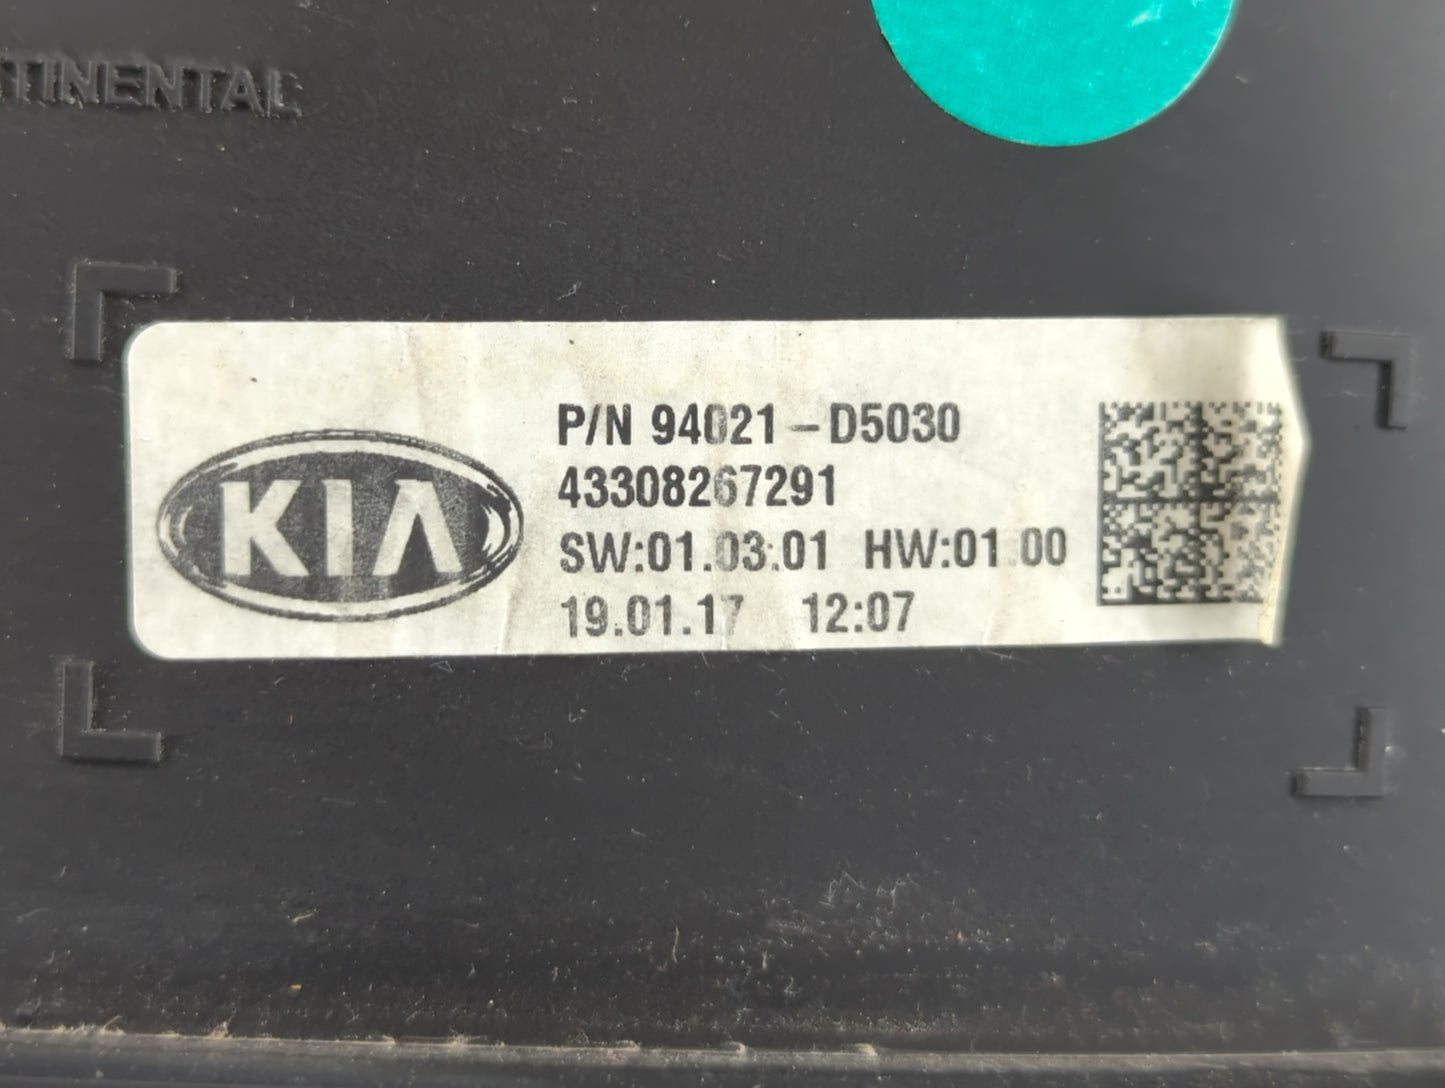 TINENTAL
KIA
P/N 94021-D5030
43308267291
SW:01.03.01 HW:01.00
19.01.17 12:07